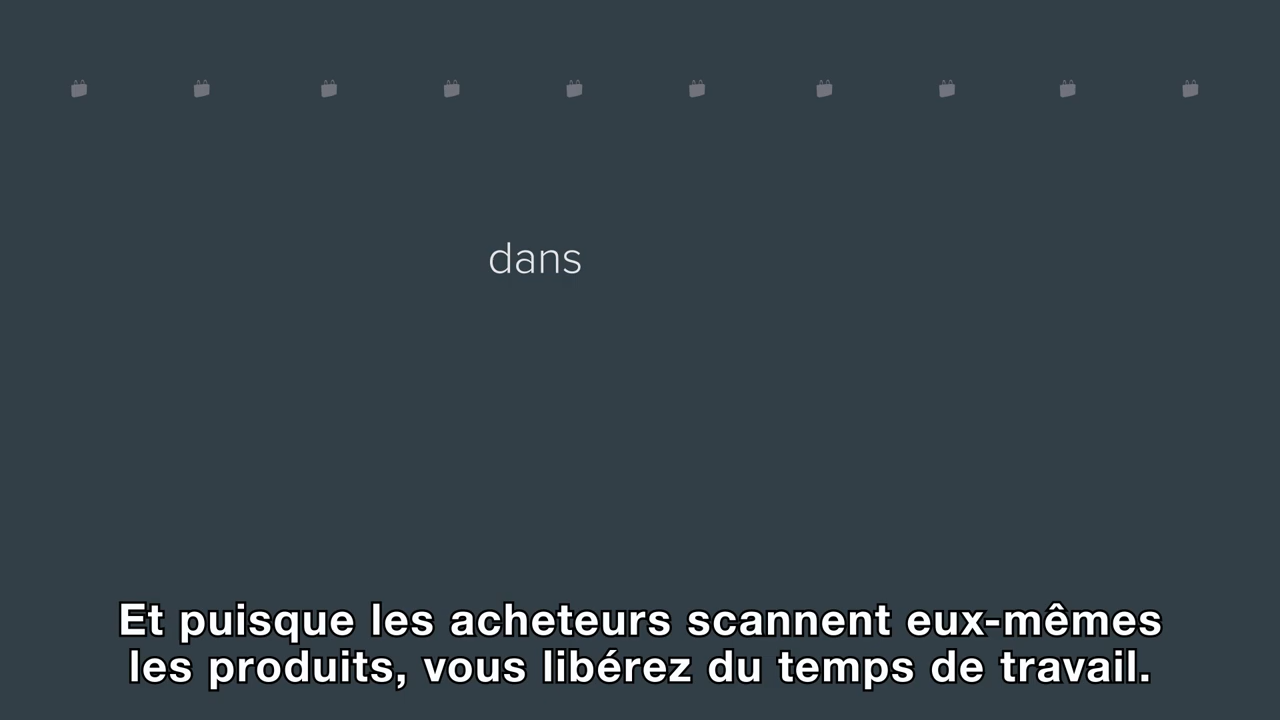 dans
Et puisque les acheteurs scannent eux-mêmes
les produits, vous libérez du temps de travail.